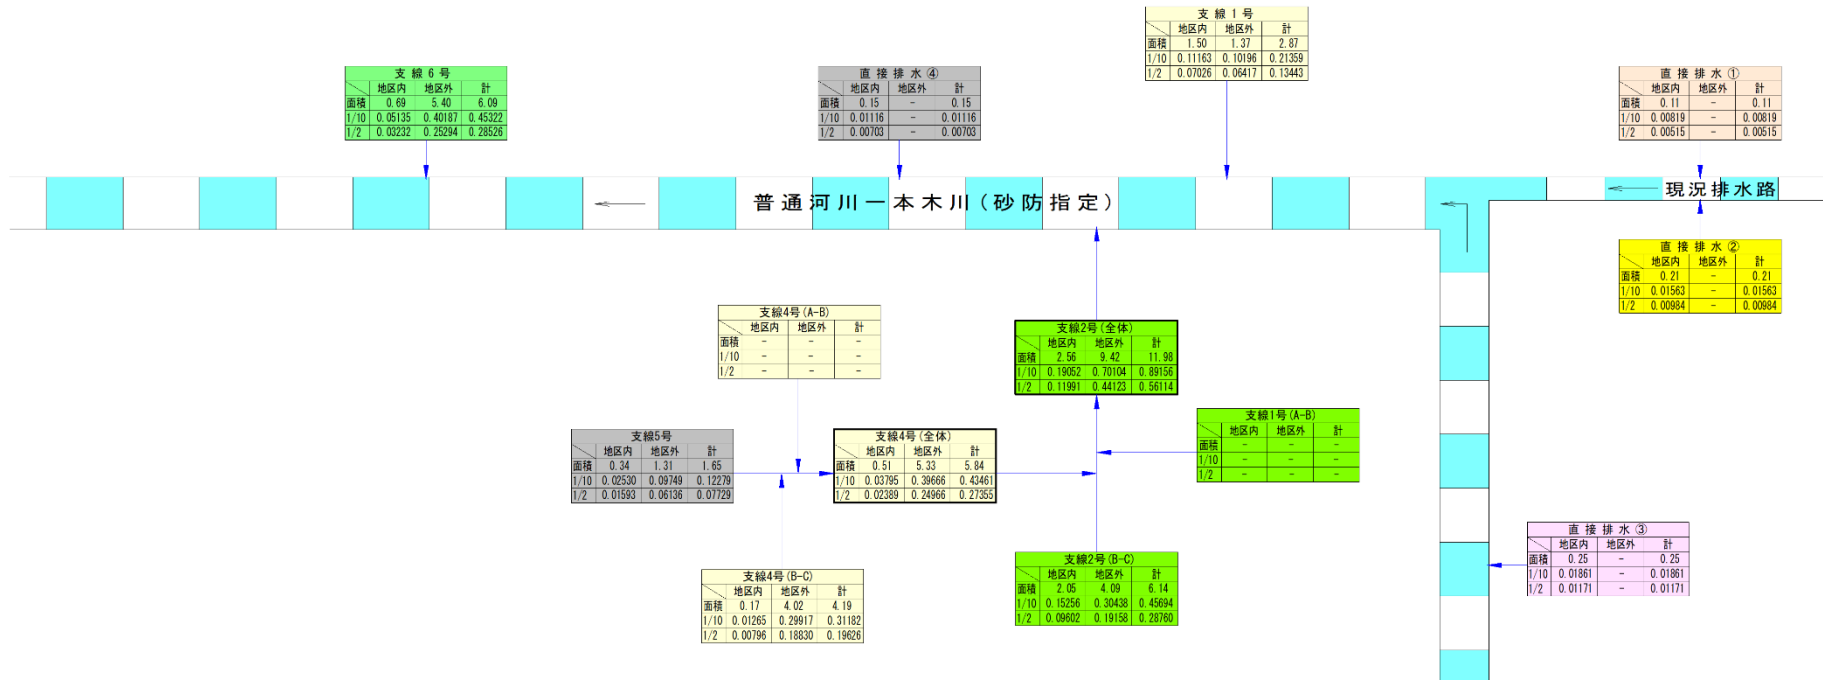 支 線 1 号
地区内 地区外 計
面積 1.50 1.37 2.87
1/10 0.11163 0.10196 0.21359
1/2 0.07026 0.06417 0.13443
支 線 6 号
地区内 地区外 計
面積 0.69 5.40 6.09
1/10 0.05135 0.40187 0.45322
1/2 0.03232 0.25294 0.28526
直 接 排 水 ④
地区内 地区外 計
面積 0.15 － 0.15
1/10 0.01116 － 0.01116
1/2 0.00703 － 0.00703
直 接 排 水 ①
地区内 地区外 計
面積 0.11 － 0.11
1/10 0.00819 － 0.00819
1/2 0.00515 － 0.00515
普通河川一本木川(砂防指定)
現況排水路
直 接 排 水 ②
地区内 地区外 計
面積 0.21 － 0.21
1/10 0.01563 － 0.01563
1/2 0.00984 － 0.00984
支線4号(A-B)
地区内 地区外 計
面積 － － －
1/10 － － －
1/2 － － －
支線2号(全体)
地区内 地区外 計
面積 2.56 9.42 11.98
1/10 0.19052 0.70104 0.89156
1/2 0.11991 0.44123 0.56114
支線1号(A-B)
地区内 地区外 計
面積 － － －
1/10 － － －
1/2 － － －
支線5号
地区内 地区外 計
面積 0.34 1.31 1.65
1/10 0.02530 0.09749 0.12279
1/2 0.01593 0.06136 0.07729
支線4号(全体)
地区内 地区外 計
面積 0.51 5.33 5.84
1/10 0.03795 0.39666 0.43461
1/2 0.02389 0.24966 0.27355
直 接 排 水 ③
地区内 地区外 計
面積 0.25 － 0.25
1/10 0.01861 － 0.01861
1/2 0.01171 － 0.01171
支線2号(B-C)
地区内 地区外 計
面積 2.05 4.09 6.14
1/10 0.15256 0.30438 0.45694
1/2 0.09602 0.19158 0.28760
支線4号(B-C)
地区内 地区外 計
面積 0.17 4.02 4.19
1/10 0.01265 0.29917 0.31182
1/2 0.00796 0.18830 0.19626